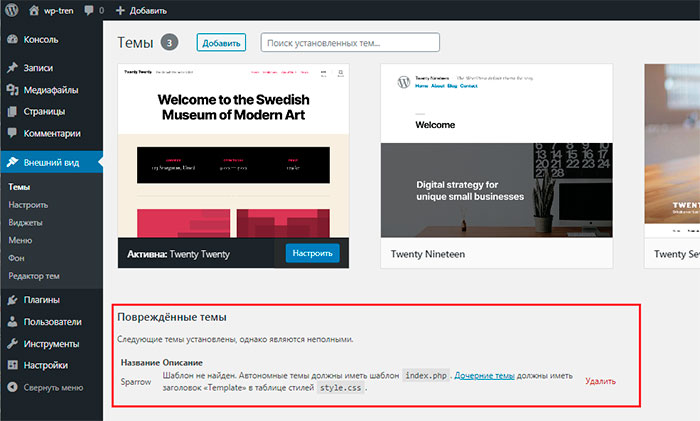 wp-tren 0 Добавить
Консоль
Записи
Медиафайлы
Страницы
Комментарии
Внешний вид
Темы
Настроить
Виджеты
Меню
Фон
Редактор тем
Плагины
Пользователи
Инструменты
Настройки
Свернуть меню
Темы 3 Добавить Поиск установленных тем...
Twenty Twenty
Welcome to the Swedish
Museum of Modern Art
Активна: Twenty Twenty Настроить
Twenty Nineteen
Home About Blog Contact
Welcome
Digital strategy for
unique small businesses
Twenty Nineteen
TWENT
Twenty Se
Повреждённые темы
Следующие темы установлены, однако являются неполными.
Название Описание
Sparrow Шаблон не найден. Автономные темы должны иметь шаблон index.php . Дочерние темы должны иметь
заголовок «Template» в таблице стилей style.css .
Удалить